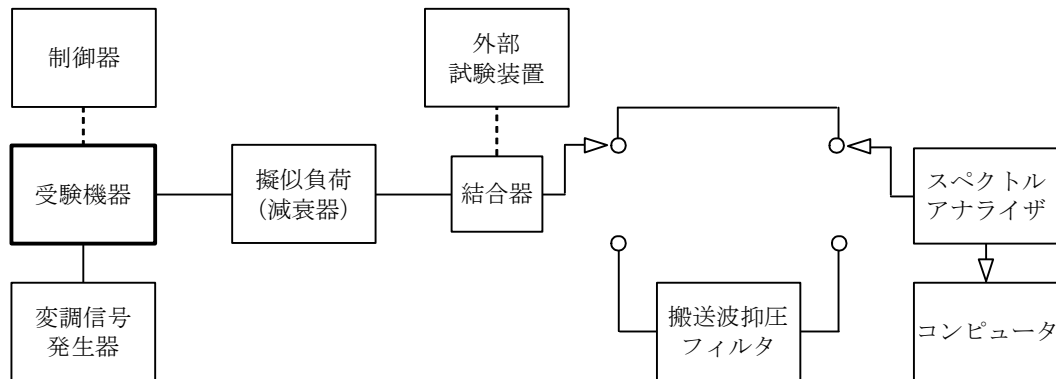 制御器
外部
試験装置
受験機器
擬似負荷
（減衰器）
結合器
スペクトル
アナライザ
変調信号
発生器
搬送波抑圧
フィルタ
コンピュータ